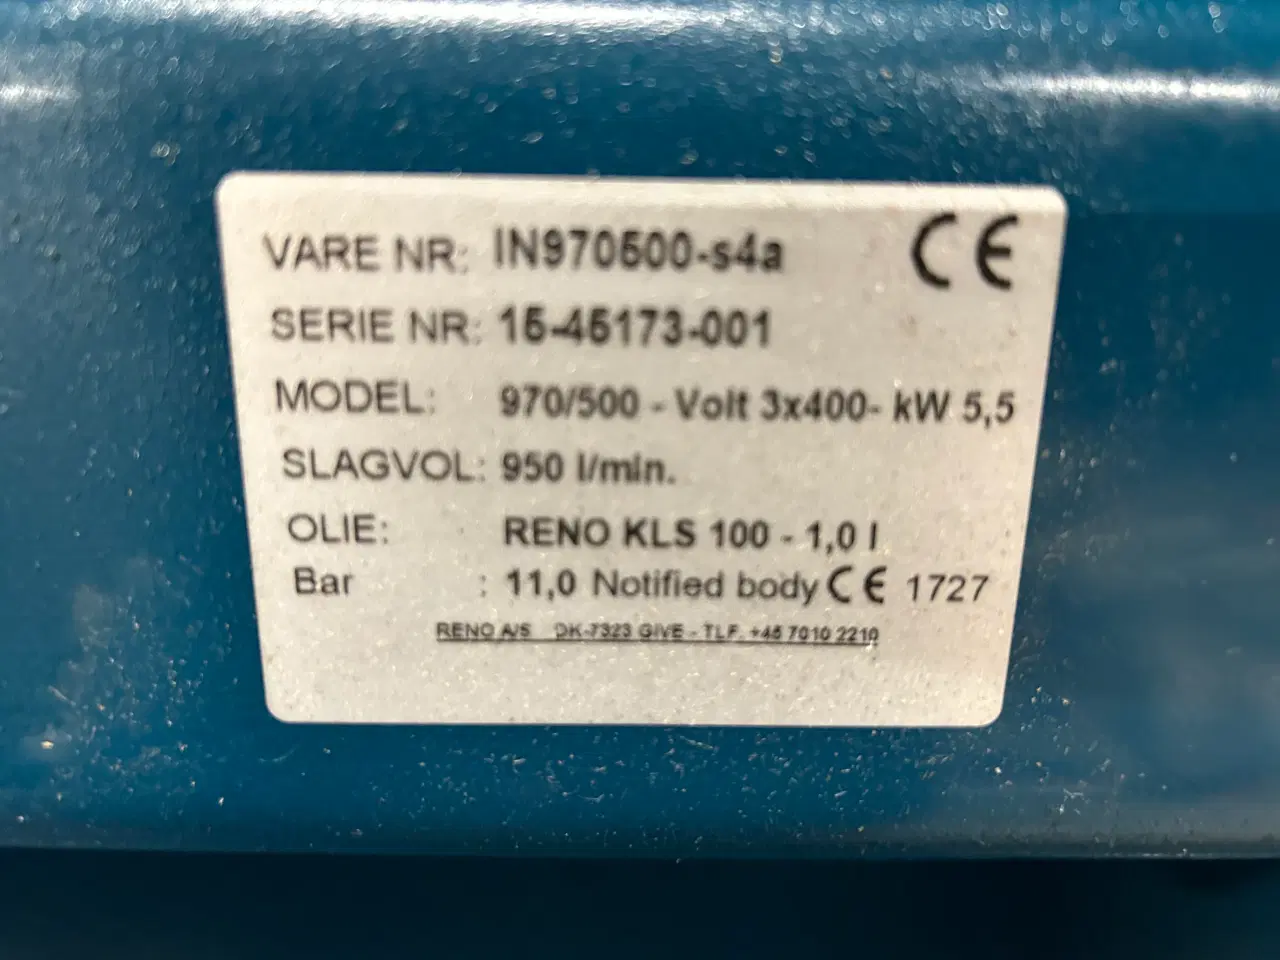 VARE NR: IN970500-s4a CE
SERIE NR: 15-45173-001
MODEL: 970/500 - Volt 3x400- kW 5,5
SLAGVOL: 950 l/min.
OLIE: RENO KLS 100 - 1,0 l
Bar : 11,0 Notified body CE 1727
RENO A/S DK-7323 GIVE - TLF. +45 7010 2210